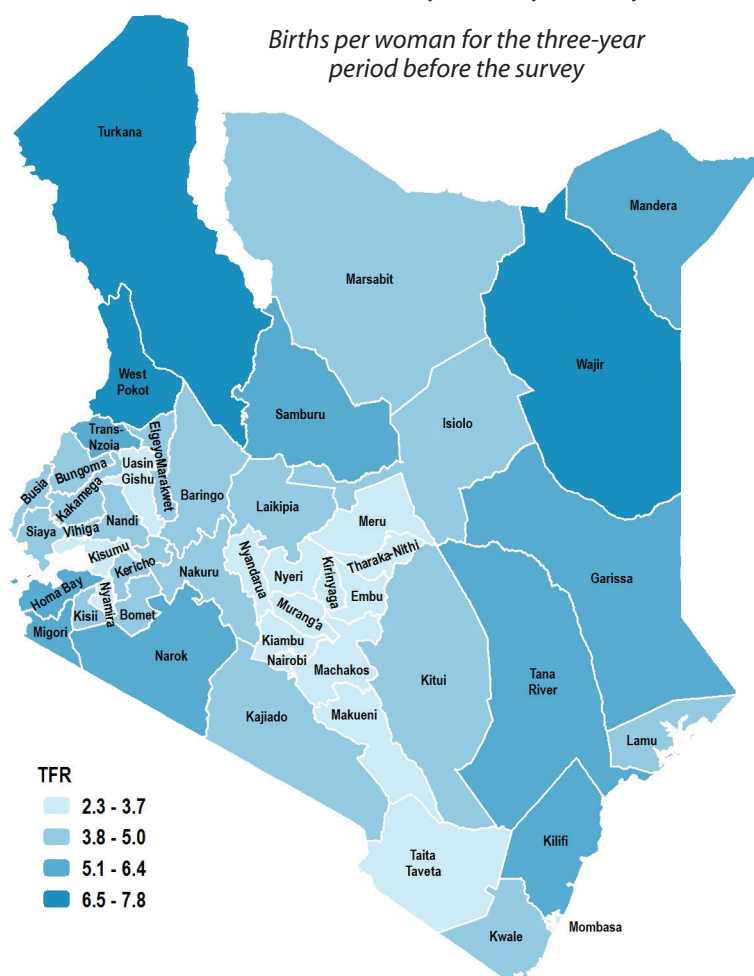 Births per woman for the three-year
period before the survey
Turkana
Mandera
Marsabit
Wajir
West
Pokot
Samburu
Isiolo
Trans-
Nzoia
Elgeyo Marakwet
Uasin
Gishu
Bungoma
Busia
Kakamega
Baringo
Laikipia
Meru
Siaya
Vihiga
Nandi
Kisumu
Tharaka-Nithi
Nyandarua
Nyeri
Kirinyaga
Kericho
Nakuru
Garissa
Homa Bay
Nyamira
Embu
Kisii
Bomet
Murang'a
Migori
Kiambu
Narok
Nairobi
Machakos
Kitui
Tana
River
Kajiado
Makueni
Lamu
TFR
2.3 - 3.7
3.8 - 5.0
5.1 - 6.4
6.5 - 7.8
Kilifi
Taita
Taveta
Mombasa
Kwale